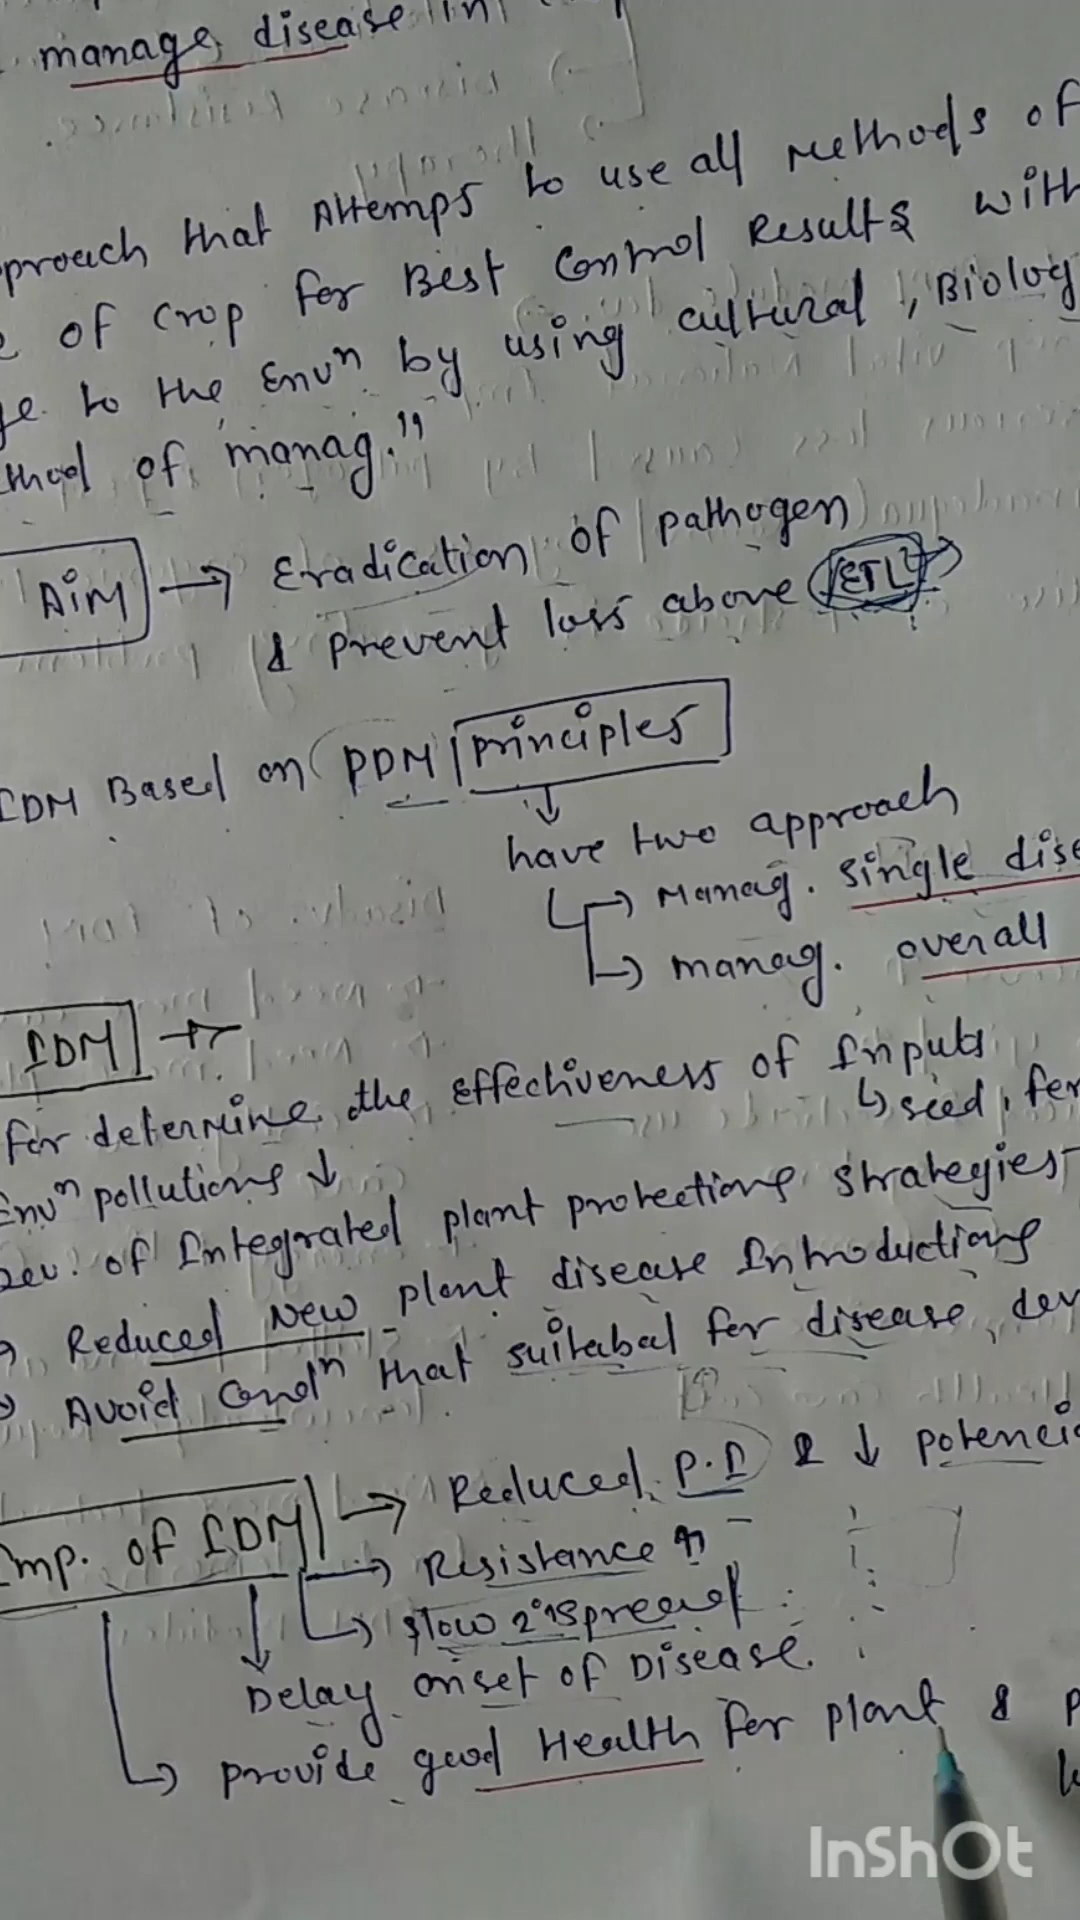 manage disease in
pproach that Attemps to use all methods of
of crop for Best Control Results with
ge to the Envⁿ by using cultural, Biolog
thod of manag."
AiM → Eradication of pathogen
& prevent loss above ETL →
IDM Based on PDM principles
↓
have two approach
→ Manag. single dise
→ manag. overall
IDM →
for determine the effectiveness of Inputs
↳ seed, fer
Envⁿ pollutions ↓
Dev. of Integrated plant protections strategies
→ Reduced New plant disease Introductions
→ Avoid Condⁿ that suitabal for disease dev
Imp. of IDM → Reduced P.I & ↓ potenci
→ Resistance ↑
→ slow 2° spread
Delay onset of Disease.
→ provide good Health for plant & p
InShOt